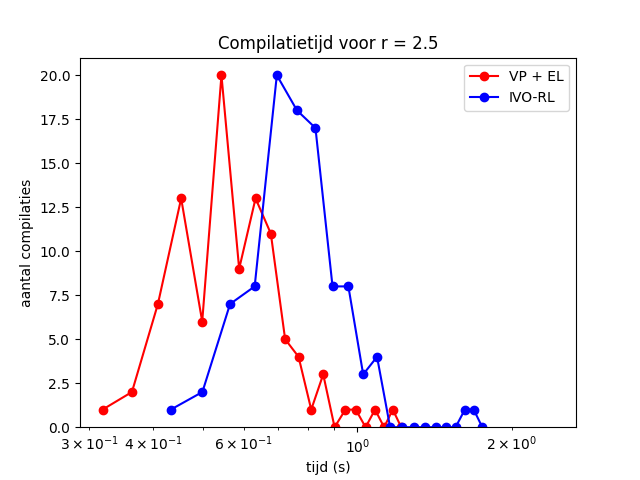 Compilatietijd voor r = 2.5
VP + EL
IVO-RL
20.0
17.5
15.0
12.5
10.0
7.5
5.0
2.5
0.0
aantal compilaties
3 × 10⁻¹ 4 × 10⁻¹ 6 × 10⁻¹ 10⁰ 2 × 10⁰
tijd (s)